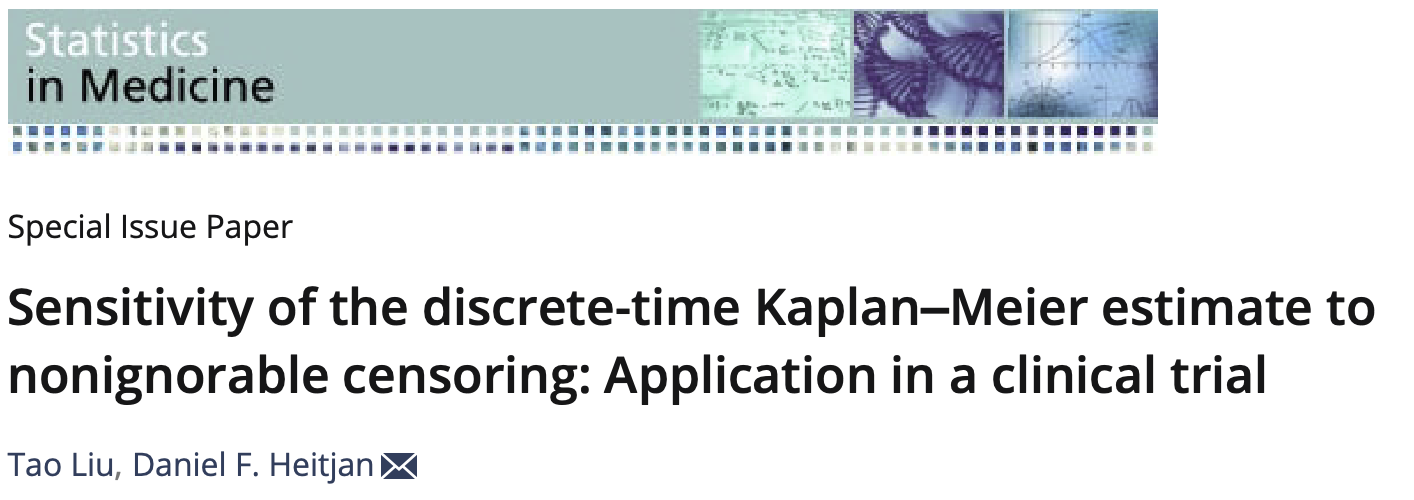 Statistics
in Medicine
Special Issue Paper
Sensitivity of the discrete-time Kaplan–Meier estimate to
nonignorable censoring: Application in a clinical trial
Tao Liu, Daniel F. Heitjan